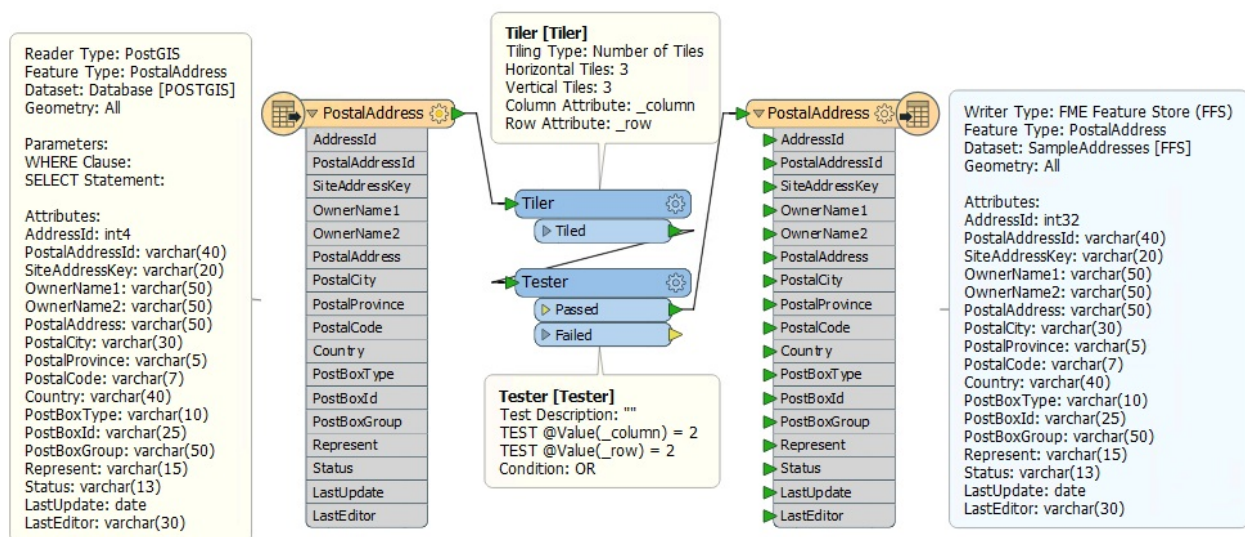 Reader Type: PostGIS
Feature Type: PostalAddress
Dataset: Database [POSTGIS]
Geometry: All
Parameters:
WHERE Clause:
SELECT Statement:
Attributes:
AddressId: int4
PostalAddressId: varchar(40)
SiteAddressKey: varchar(20)
OwnerName1: varchar(50)
OwnerName2: varchar(50)
PostalAddress: varchar(50)
PostalCity: varchar(30)
PostalProvince: varchar(5)
PostalCode: varchar(7)
Country: varchar(40)
PostBoxType: varchar(10)
PostBoxId: varchar(25)
PostBoxGroup: varchar(50)
Represent: varchar(15)
Status: varchar(13)
LastUpdate: date
LastEditor: varchar(30)
PostalAddress
AddressId
PostalAddressId
SiteAddressKey
OwnerName1
OwnerName2
PostalAddress
PostalCity
PostalProvince
PostalCode
Country
PostBoxType
PostBoxId
PostBoxGroup
Represent
Status
LastUpdate
LastEditor
Tiler [Tiler]
Tiling Type: Number of Tiles
Horizontal Tiles: 3
Vertical Tiles: 3
Column Attribute: _column
Row Attribute: _row
Tiler
Tiled
Tester
Passed
Failed
Tester [Tester]
Test Description: ""
TEST @Value(_column) = 2
TEST @Value(_row) = 2
Condition: OR
PostalAddress
AddressId
PostalAddressId
SiteAddressKey
OwnerName1
OwnerName2
PostalAddress
PostalCity
PostalProvince
PostalCode
Country
PostBoxType
PostBoxId
PostBoxGroup
Represent
Status
LastUpdate
LastEditor
Writer Type: FME Feature Store (FFS)
Feature Type: PostalAddress
Dataset: SampleAddresses [FFS]
Geometry: All
Attributes:
AddressId: int32
PostalAddressId: varchar(40)
SiteAddressKey: varchar(20)
OwnerName1: varchar(50)
OwnerName2: varchar(50)
PostalAddress: varchar(50)
PostalCity: varchar(30)
PostalProvince: varchar(5)
PostalCode: varchar(7)
Country: varchar(40)
PostBoxType: varchar(10)
PostBoxId: varchar(25)
PostBoxGroup: varchar(50)
Represent: varchar(15)
Status: varchar(13)
LastUpdate: date
LastEditor: varchar(30)